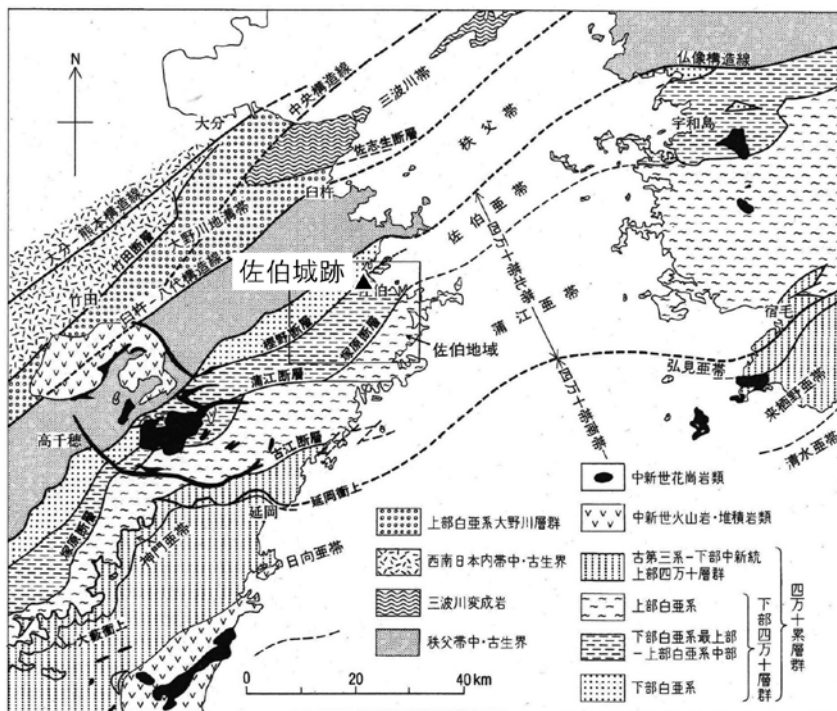 N
大分
中央構造線
三波川帯
佐志生断層
臼杵
秩父帯
仏像構造線
宇和島
大分-熊本構造線
竹田断層
大野川地溝帯
竹田
臼杵-八代構造線
佐伯城跡
佐伯亜帯
四万十帯北帯
蒲江亜帯
佐伯地域
宿毛
弘見亜帯
来栖野亜帯
清水亜帯
四万十帯南帯
蒲江断層
高千穂
古江断層
延岡衝上
延岡
神門亜帯
日向亜帯
大藪衝上
上部白亜系大野川層群
西南日本内帯中・古生界
三波川変成岩
秩父帯中・古生界
中新世花崗岩類
中新世火山岩・堆積岩類
古第三系－下部中新統
上部四万十層群
上部白亜系
下部白亜系最上部
－上部白亜系中部
下部白亜系
下部四万十層群
四万十累層群
0 20 40km